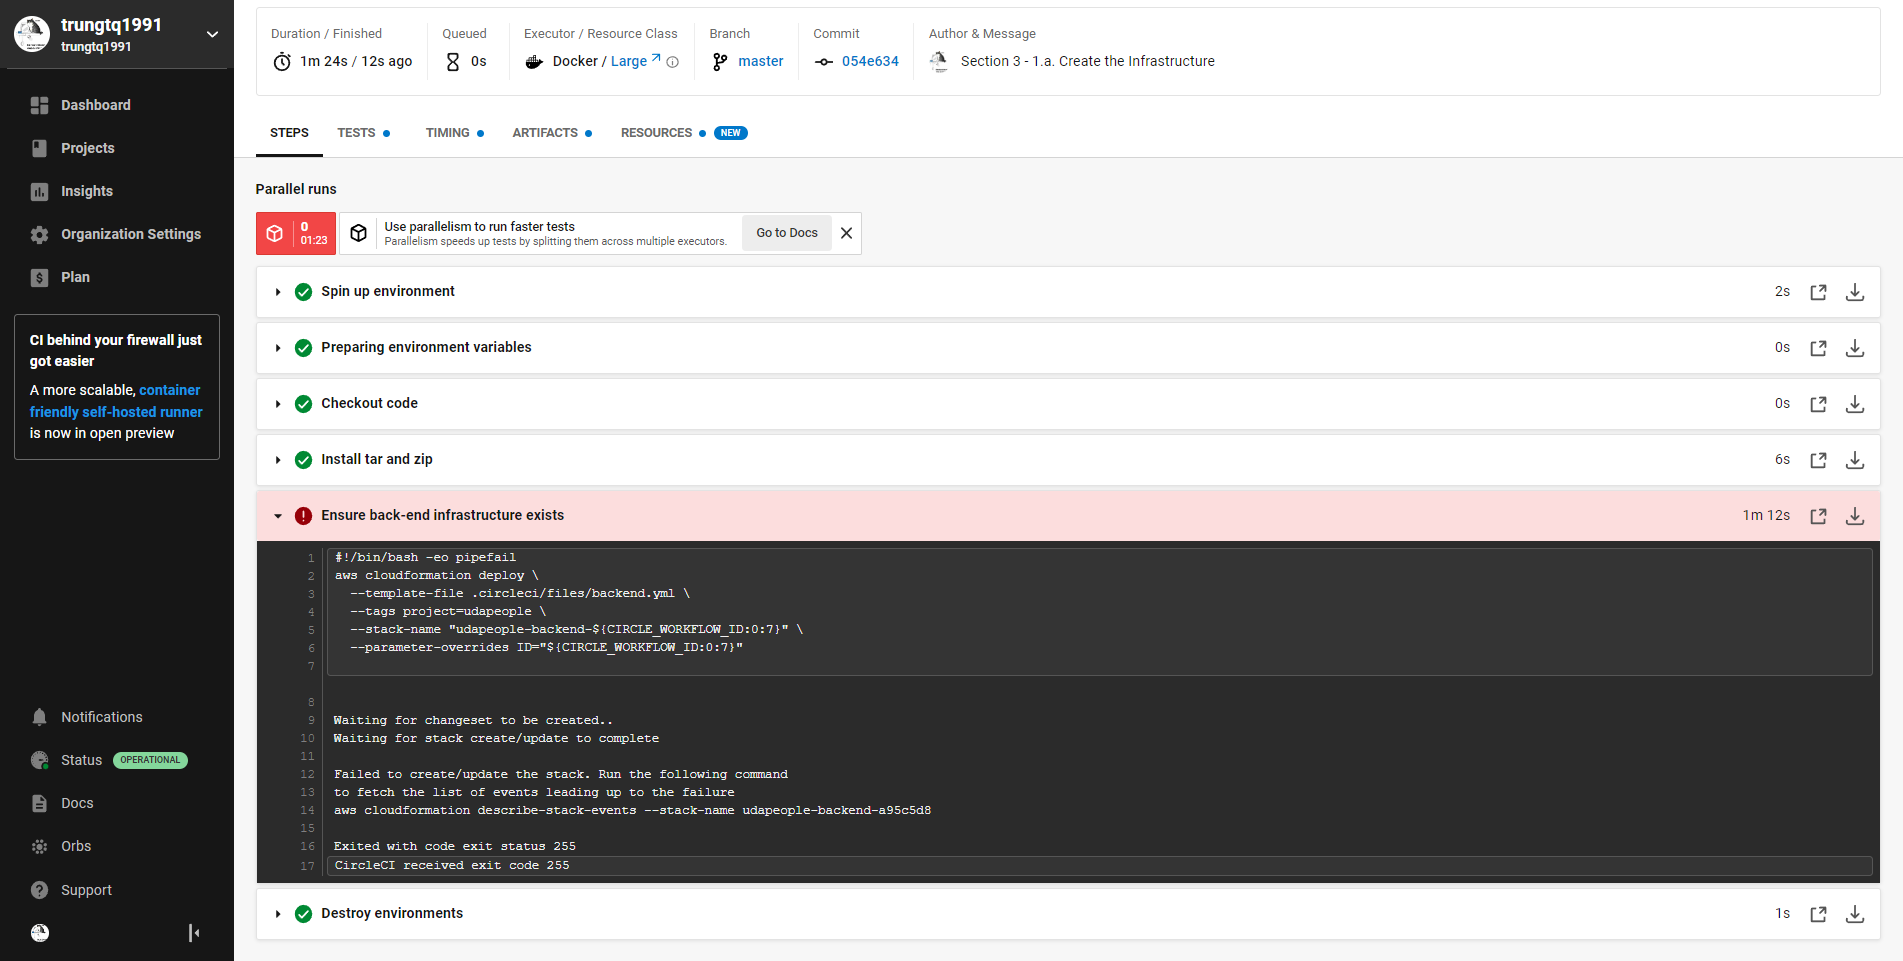 trungtq1991
trungtq1991
Dashboard
Projects
Insights
Organization Settings
Plan
CI behind your firewall just
got easier
A more scalable, container
friendly self-hosted runner
is now in open preview
Notifications
Status OPERATIONAL
Docs
Orbs
Support
Duration / Finished
1m 24s / 12s ago
Queued
0s
Executor / Resource Class
Docker / Large
Branch
master
Commit
054e634
Author & Message
Section 3 - 1.a. Create the Infrastructure
STEPS TESTS TIMING ARTIFACTS RESOURCES NEW
Parallel runs
0
01:23
Use parallelism to run faster tests
Parallelism speeds up tests by splitting them across multiple executors.
Go to Docs
Spin up environment 2s
Preparing environment variables 0s
Checkout code 0s
Install tar and zip 6s
Ensure back-end infrastructure exists 1m 12s
1 #!/bin/bash -eo pipefail
2 aws cloudformation deploy \
3 --template-file .circleci/files/backend.yml \
4 --tags project=udapeople \
5 --stack-name "udapeople-backend-${CIRCLE_WORKFLOW_ID:0:7}" \
6 --parameter-overrides ID="${CIRCLE_WORKFLOW_ID:0:7}"
7
8
9 Waiting for changeset to be created..
10 Waiting for stack create/update to complete
11
12 Failed to create/update the stack. Run the following command
13 to fetch the list of events leading up to the failure
14 aws cloudformation describe-stack-events --stack-name udapeople-backend-a95c5d8
15
16 Exited with code exit status 255
17 CircleCI received exit code 255
Destroy environments 1s